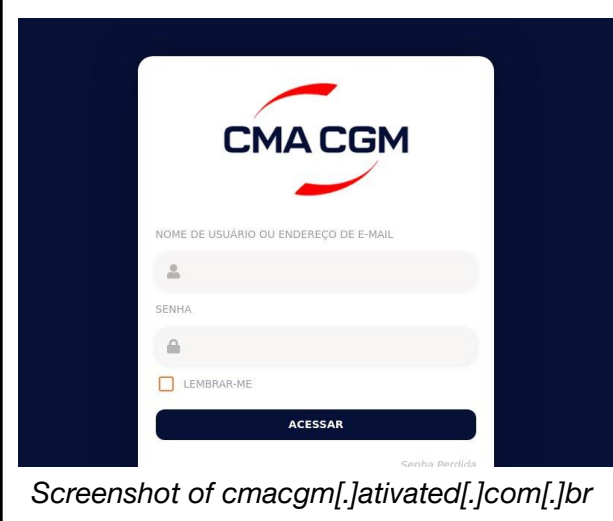 CMA CGM
NOME DE USUÁRIO OU ENDEREÇO DE E-MAIL
SENHA
LEMBRAR-ME
ACESSAR
Senha Perdida
Screenshot of cmacgm[.]ativated[.]com[.]br